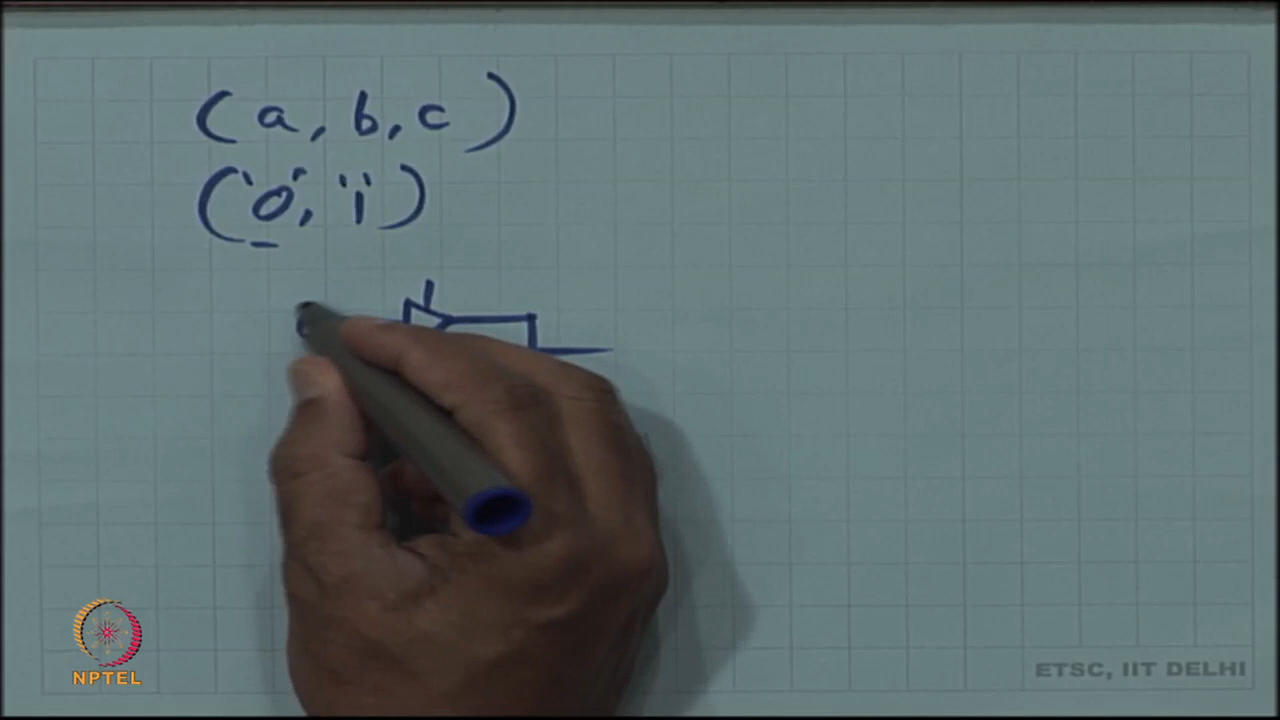 (a, b, c)
("0", "1")
NPTEL
ETSC, IIT DELHI